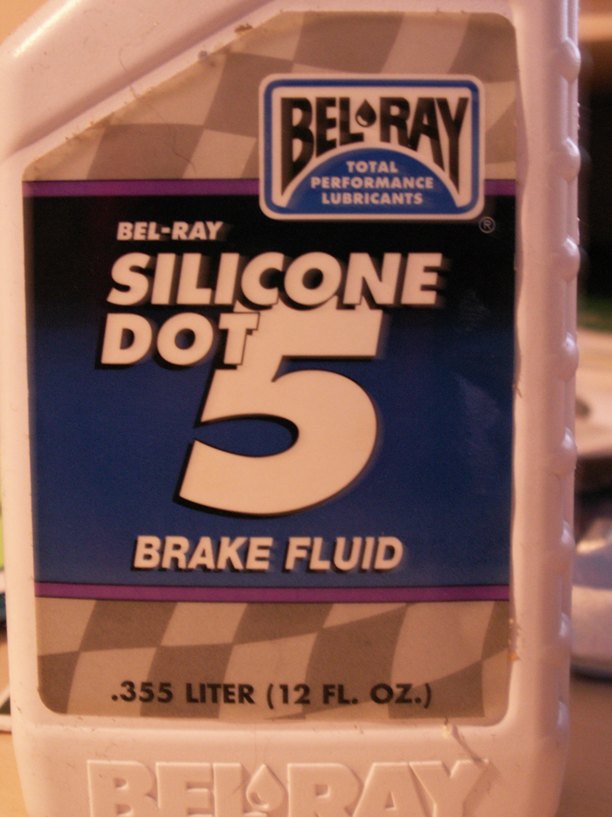 BEL-RAY
TOTAL
PERFORMANCE
LUBRICANTS
®
BEL-RAY
SILICONE
DOT 5
BRAKE FLUID
.355 LITER (12 FL. OZ.)
BEL-RAY